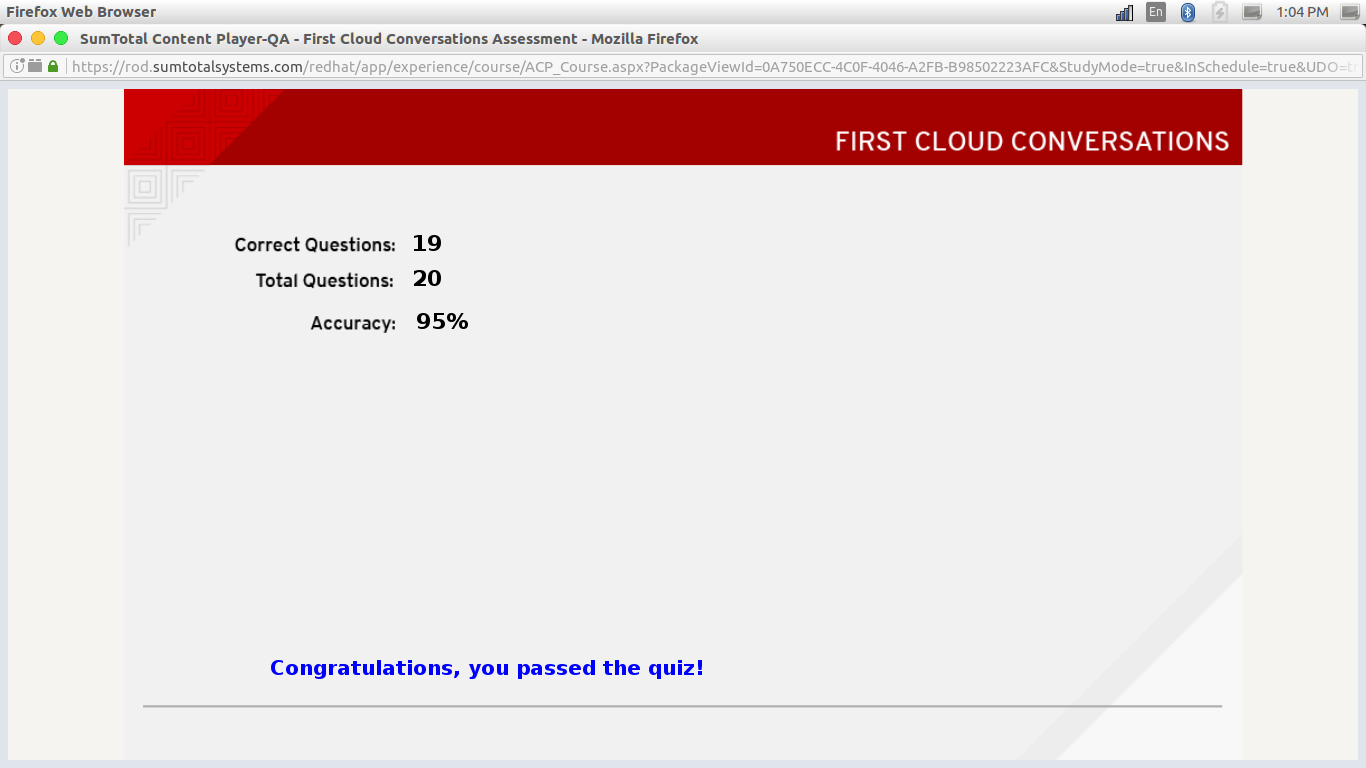 Firefox Web Browser
En
1:04 PM
SumTotal Content Player-QA - First Cloud Conversations Assessment - Mozilla Firefox
https://rod.sumtotalsystems.com/redhat/app/experience/course/ACP_Course.aspx?PackageViewId=0A750ECC-4C0F-4046-A2FB-B98502223AFC&StudyMode=true&InSchedule=true&UDO=tr
FIRST CLOUD CONVERSATIONS
Correct Questions: 19
Total Questions: 20
Accuracy: 95%
Congratulations, you passed the quiz!